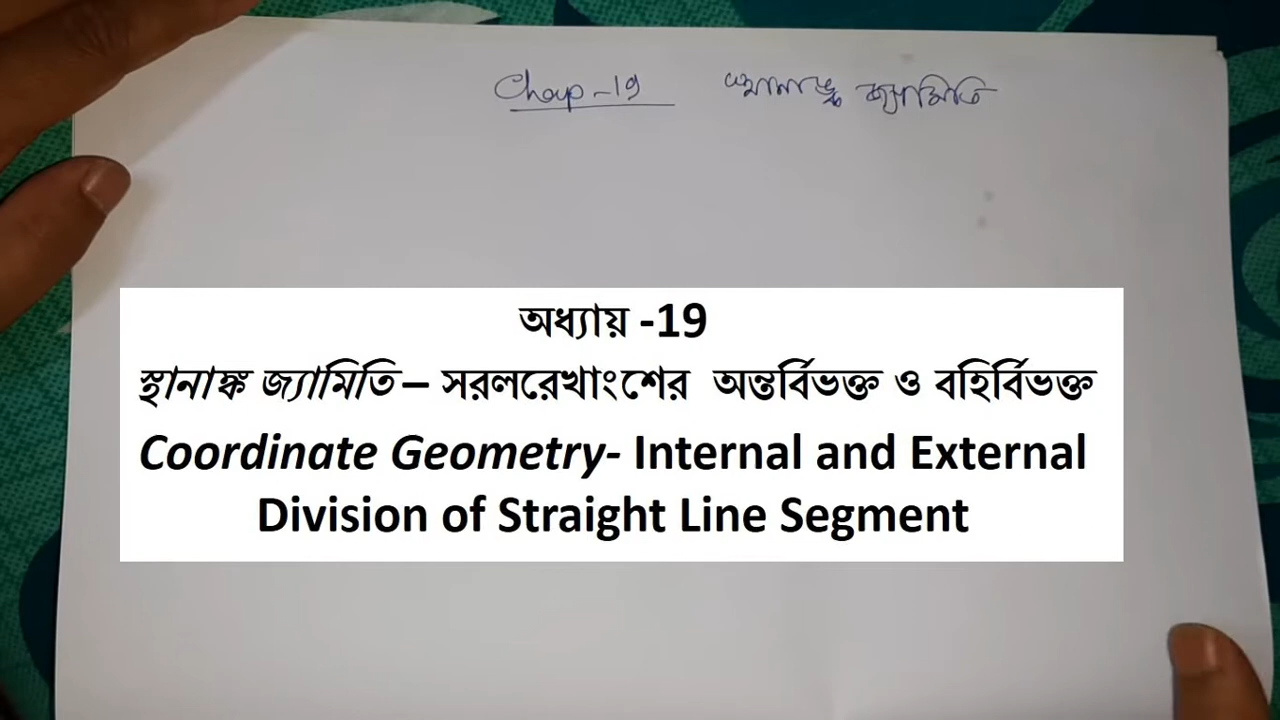 Chap-19 স্থানাঙ্ক জ্যামিতি
অধ্যায় -19
স্থানাঙ্ক জ্যামিতি– সরলরেখাংশের অন্তর্বিভক্ত ও বহির্বিভক্ত
Coordinate Geometry- Internal and External
Division of Straight Line Segment